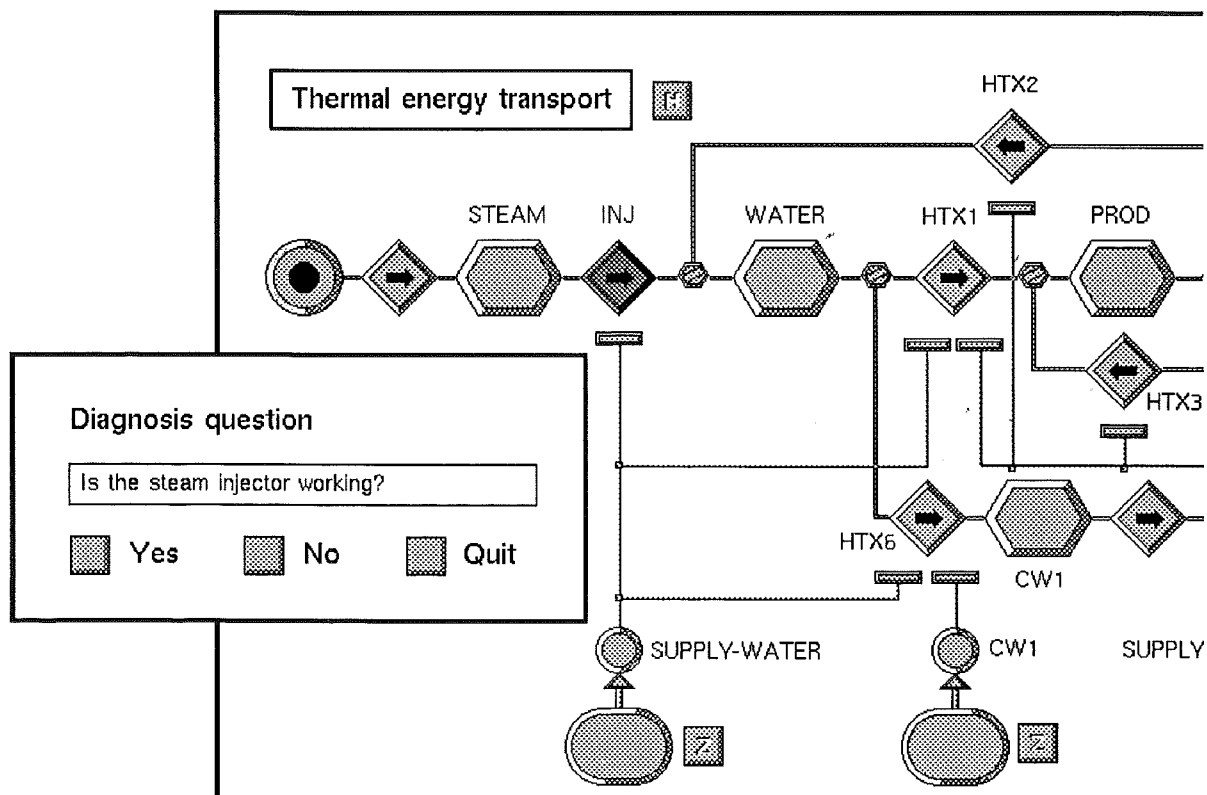 Thermal energy transport
H
HTX2
STEAM
INJ
WATER
HTX1
PROD
HTX3
Diagnosis question
Is the steam injector working?
Yes
No
Quit
HTX6
CW1
SUPPLY-WATER
CW1
SUPPLY